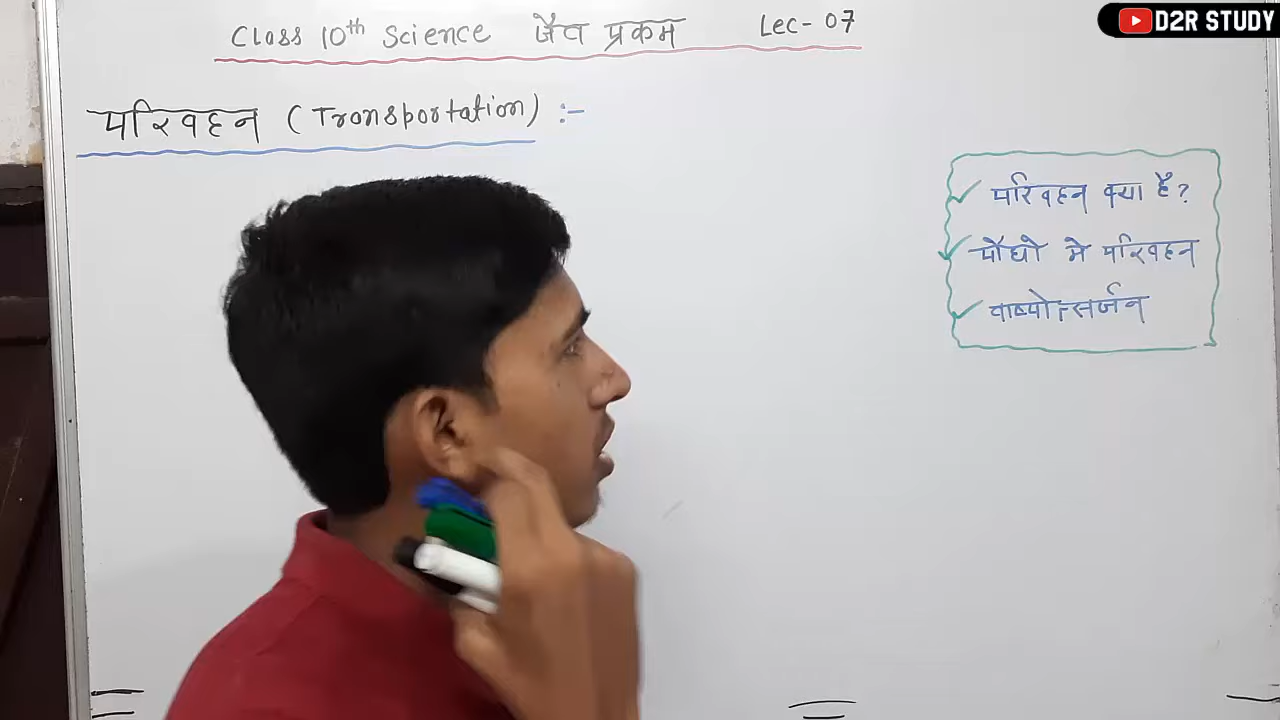 Class 10th Science जैव प्रक्रम Lec- 07
D2R STUDY
परिवहन (Transportation) :-
परिवहन क्या है?
पौधो मे परिवहन
वाष्पोत्सर्जन